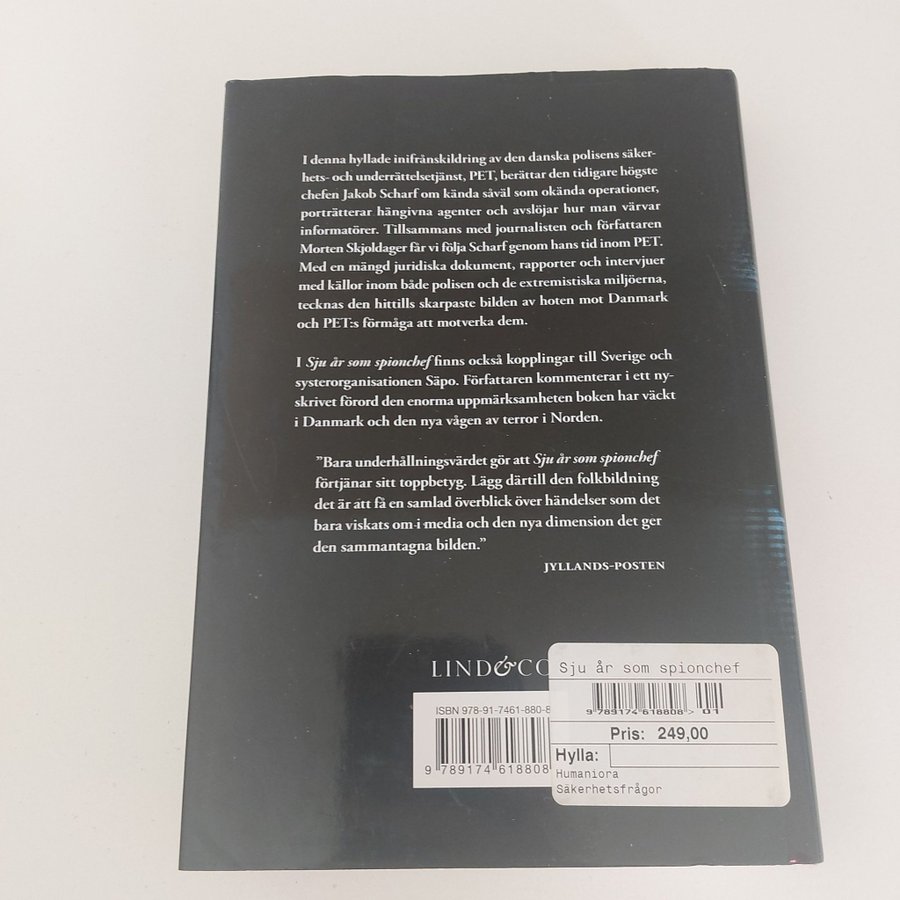 I denna hyllade inifrånskildring av den danska polisens säker-
hets- och underrättelsetjänst, PET, berättar den tidigare högste
chefen Jakob Scharf om kända såväl som okända operationer,
porträtterar hängivna agenter och avslöjar hur man värvar
informatörer. Tillsammans med journalisten och författaren
Morten Skjoldager får vi följa Scharf genom hans tid inom PET.
Med en mängd juridiska dokument, rapporter och intervjuer
med källor inom både polisen och de extremistiska miljöerna,
tecknas den hittills skarpaste bilden av hoten mot Danmark
och PET:s förmåga att motverka dem.
I Sju år som spionchef finns också kopplingar till Sverige och
systerorganisationen Säpo. Författaren kommenterar i ett ny-
skrivet förord den enorma uppmärksamheten boken har väckt
i Danmark och den nya vågen av terror i Norden.
”Bara underhållningsvärdet gör att Sju år som spionchef
förtjänar sitt toppbetyg. Lägg därtill den folkbildning
det är att få en samlad överblick över händelser som det
bara viskats om i media och den nya dimension det ger
den sammantagna bilden.”
JYLLANDS-POSTEN
LIND&CO
ISBN 978-91-7461-880-8
9 789174 618808
Sju år som spionchef
9 789174 618808 > 01
Pris: 249,00
Hylla:
Humaniora
Säkerhetsfrågor